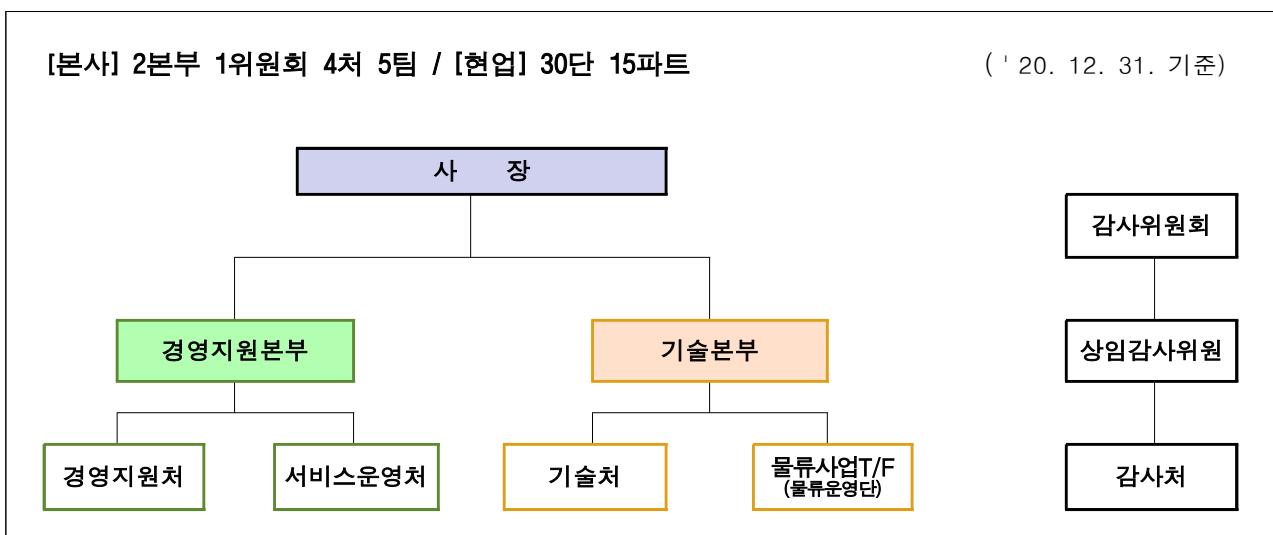 [본사] 2본부 1위원회 4처 5팀 / [현업] 30단 15파트
( ' 20. 12. 31. 기준)
사 장
감사위원회
경영지원본부
기술본부
상임감사위원
경영지원처
서비스운영처
기술처
물류사업T/F
(물류운영단)
감사처